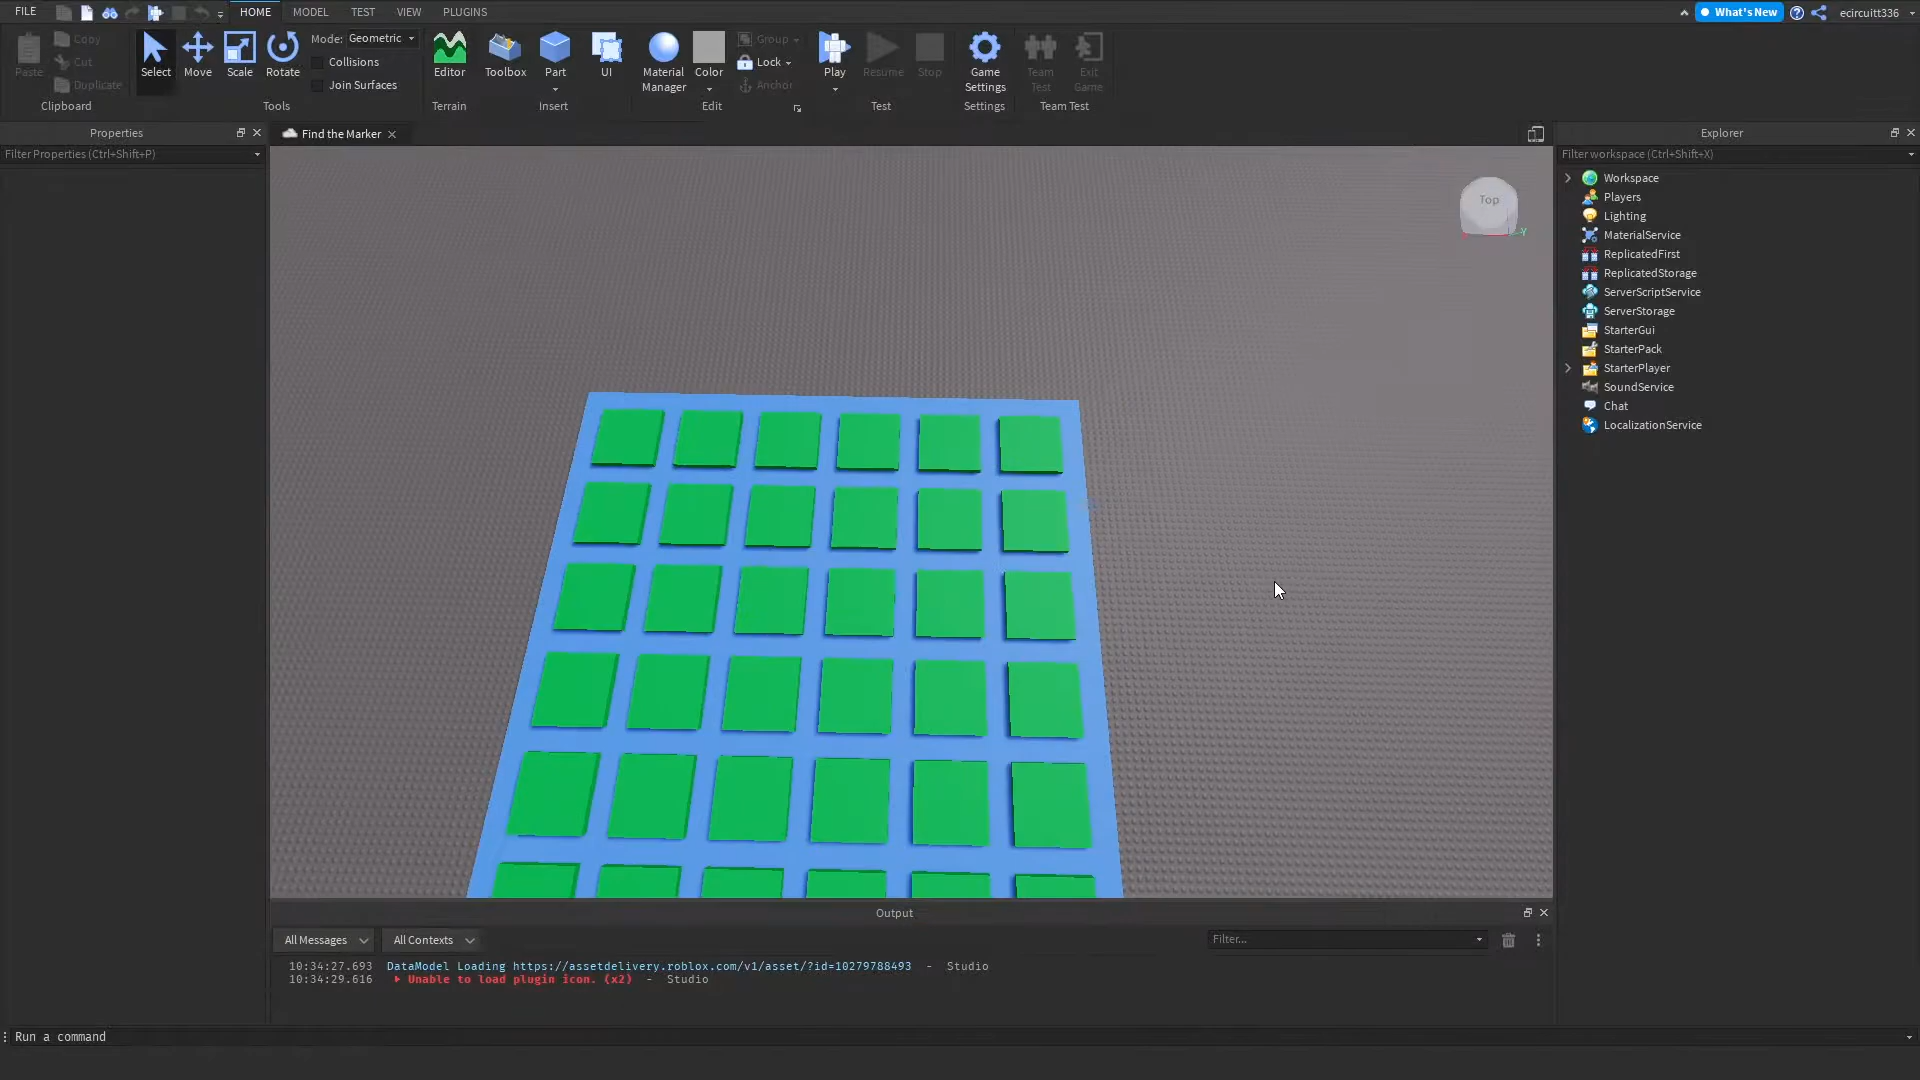 FILE HOME MODEL TEST VIEW PLUGINS What's New ecircuitt336
Paste Copy Cut Duplicate Select Move Scale Rotate Mode: Geometric Collisions Join Surfaces Editor Toolbox Part UI Material Manager Color Group Lock Anchor Play Resume Stop Game Settings Team Test Exit Game
Clipboard Tools Terrain Insert Edit Test Settings Team Test
Properties Find the Marker Explorer
Filter Properties (Ctrl+Shift+P) Filter workspace (Ctrl+Shift+X)
Workspace
Players
Top
Lighting
Y
MaterialService
ReplicatedFirst
ReplicatedStorage
ServerScriptService
ServerStorage
StarterGui
StarterPack
StarterPlayer
SoundService
Chat
LocalizationService
Output
All Messages All Contexts Filter...
10:34:27.693 DataModel Loading https://assetdelivery.roblox.com/v1/asset/?id=10279788493 - Studio
10:34:29.616 Unable to load plugin icon. (x2) - Studio
Run a command